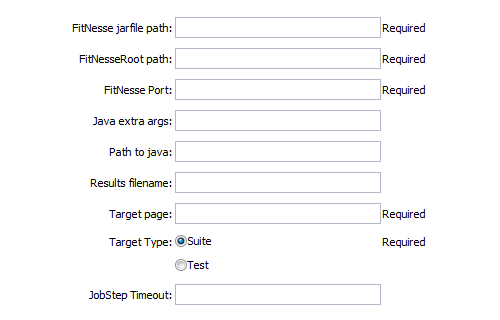 FitNesse jarfile path: Required
FitNesseRoot path: Required
FitNesse Port: Required
Java extra args:
Path to java:
Results filename:
Target page: Required
Target Type: Suite Required
Test
JobStep Timeout: